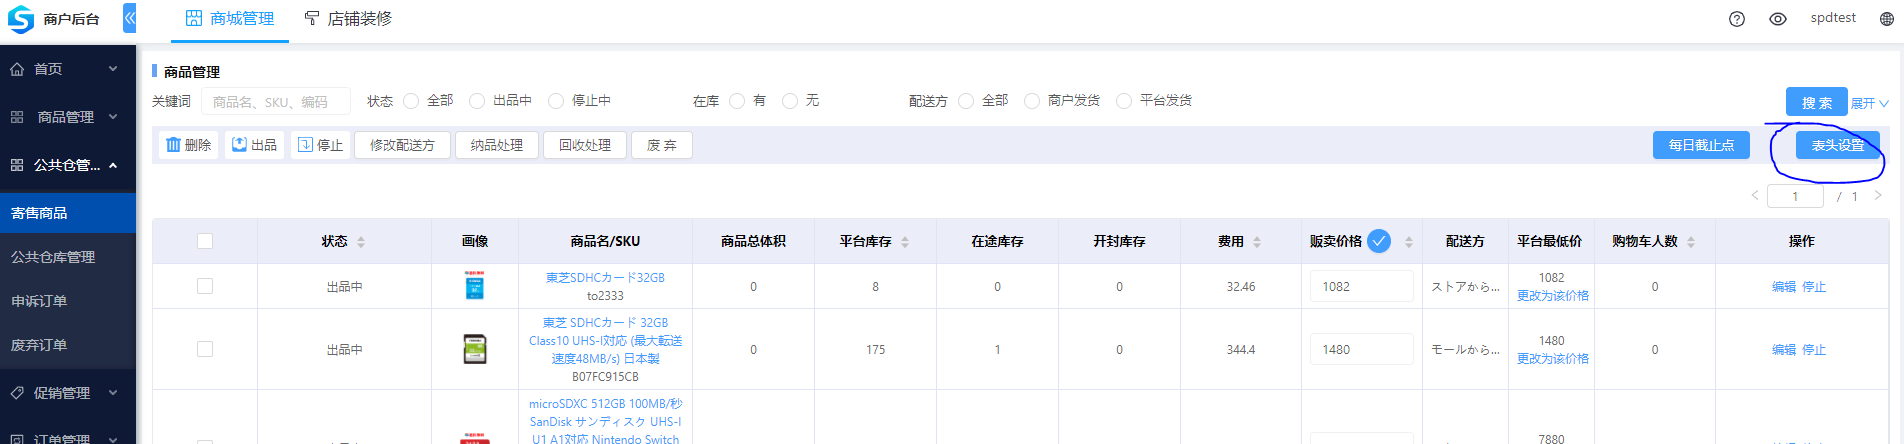 商户后台
商城管理
店铺装修
spdtest
首页
商品管理
公共仓管...
寄售商品
公共仓库管理
申诉订单
废弃订单
促销管理
订单管理
商品管理
关键词 商品名、SKU、编码 状态 全部 出品中 停止中 在库 有 无 配送方 全部 商户发货 平台发货 搜 索 展开
删除 出品 停止 修改配送方 纳品处理 回收处理 废 弃 每日截止点 表头设置
1 / 1
状态 画像 商品名/SKU 商品总体积 平台库存 在途库存 开封库存 费用 贩卖价格 配送方 平台最低价 购物车人数 操作
出品中 東芝SDHCカード32GB 0 8 0 0 32.46 1082 ストアから... 1082 0 编辑 停止
to2333 更改为该价格
東芝 SDHCカード 32GB
Class10 UHS-I対応 (最大転送
速度48MB/s) 日本製
B07FC915CB
出品中 0 175 1 0 344.4 1480 モールから... 1480 0 编辑 停止
更改为该价格
microSDXC 512GB 100MB/秒
SanDisk サンディスク UHS-I
U1 A1対応 Nintendo Switch
7880